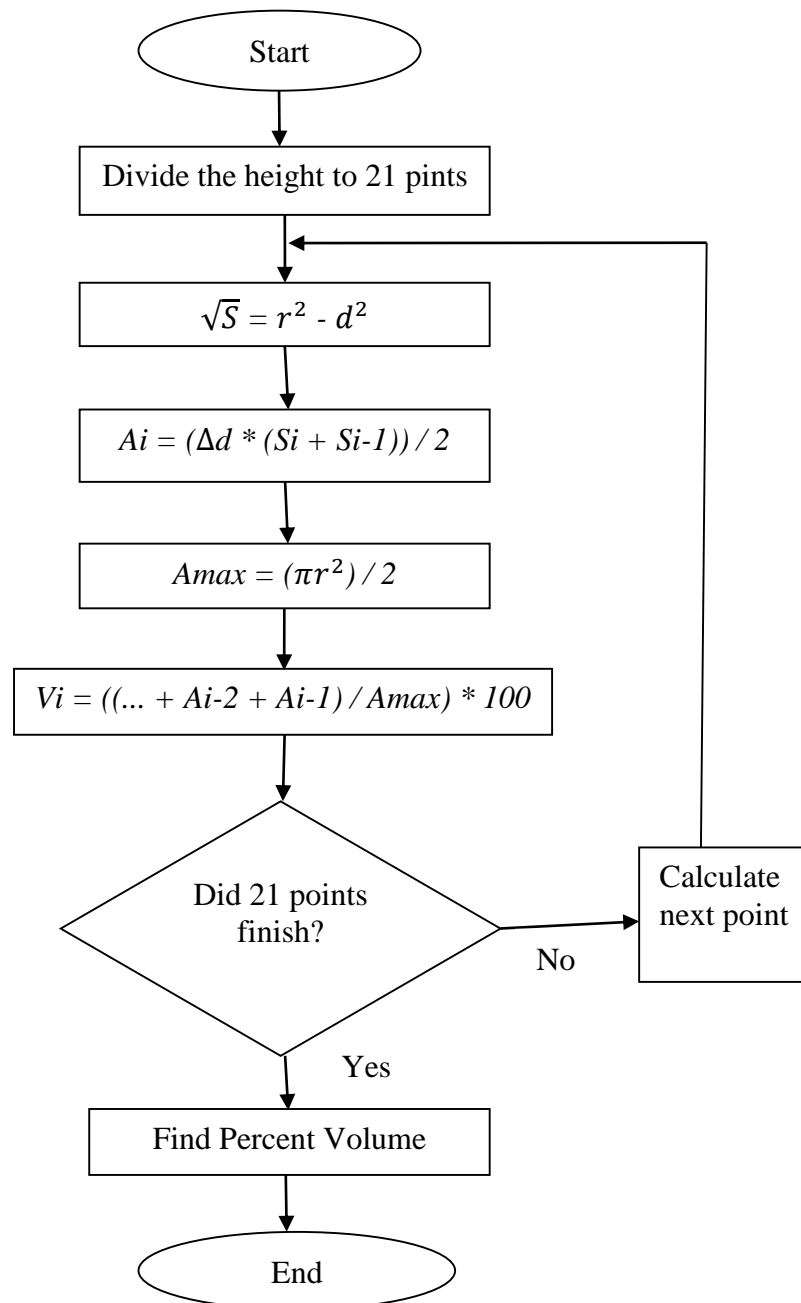 Start
Divide the height to 21 pints
√S = r² - d²
Ai = (Δd * (Si + Si-1)) / 2
Amax = (πr²) / 2
Vi = ((... + Ai-2 + Ai-1) / Amax) * 100
Did 21 points
finish?
No
Calculate
next point
Yes
Find Percent Volume
End